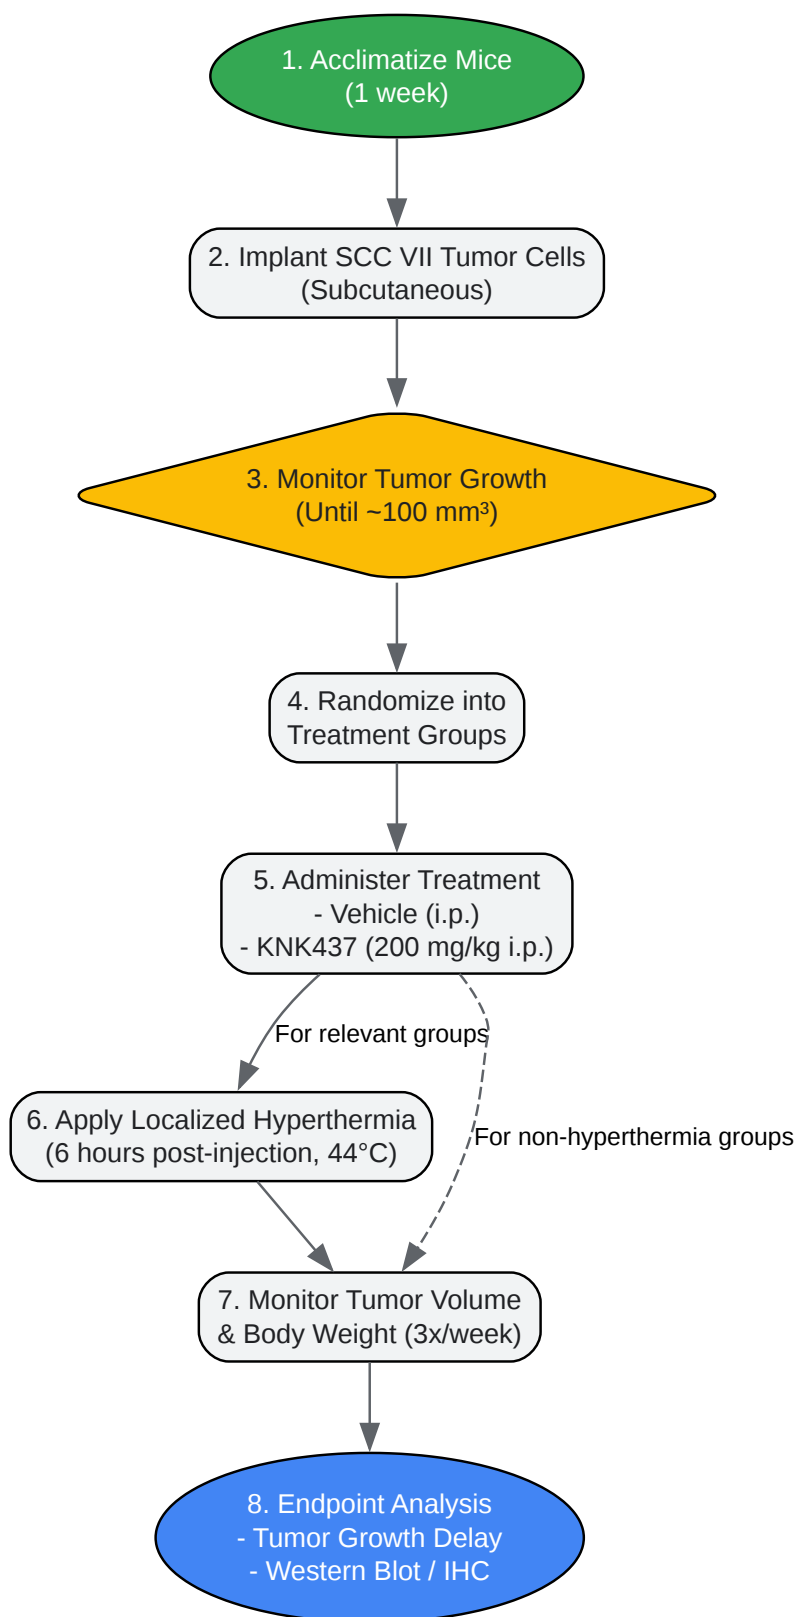 1. Acclimatize Mice
(1 week)
2. Implant SCC VII Tumor Cells
(Subcutaneous)
3. Monitor Tumor Growth
(Until ~100 mm³)
4. Randomize into
Treatment Groups
5. Administer Treatment
- Vehicle (i.p.)
- KNK437 (200 mg/kg i.p.)
For relevant groups
6. Apply Localized Hyperthermia
(6 hours post-injection, 44°C)
For non-hyperthermia groups
7. Monitor Tumor Volume
& Body Weight (3x/week)
8. Endpoint Analysis
- Tumor Growth Delay
- Western Blot / IHC